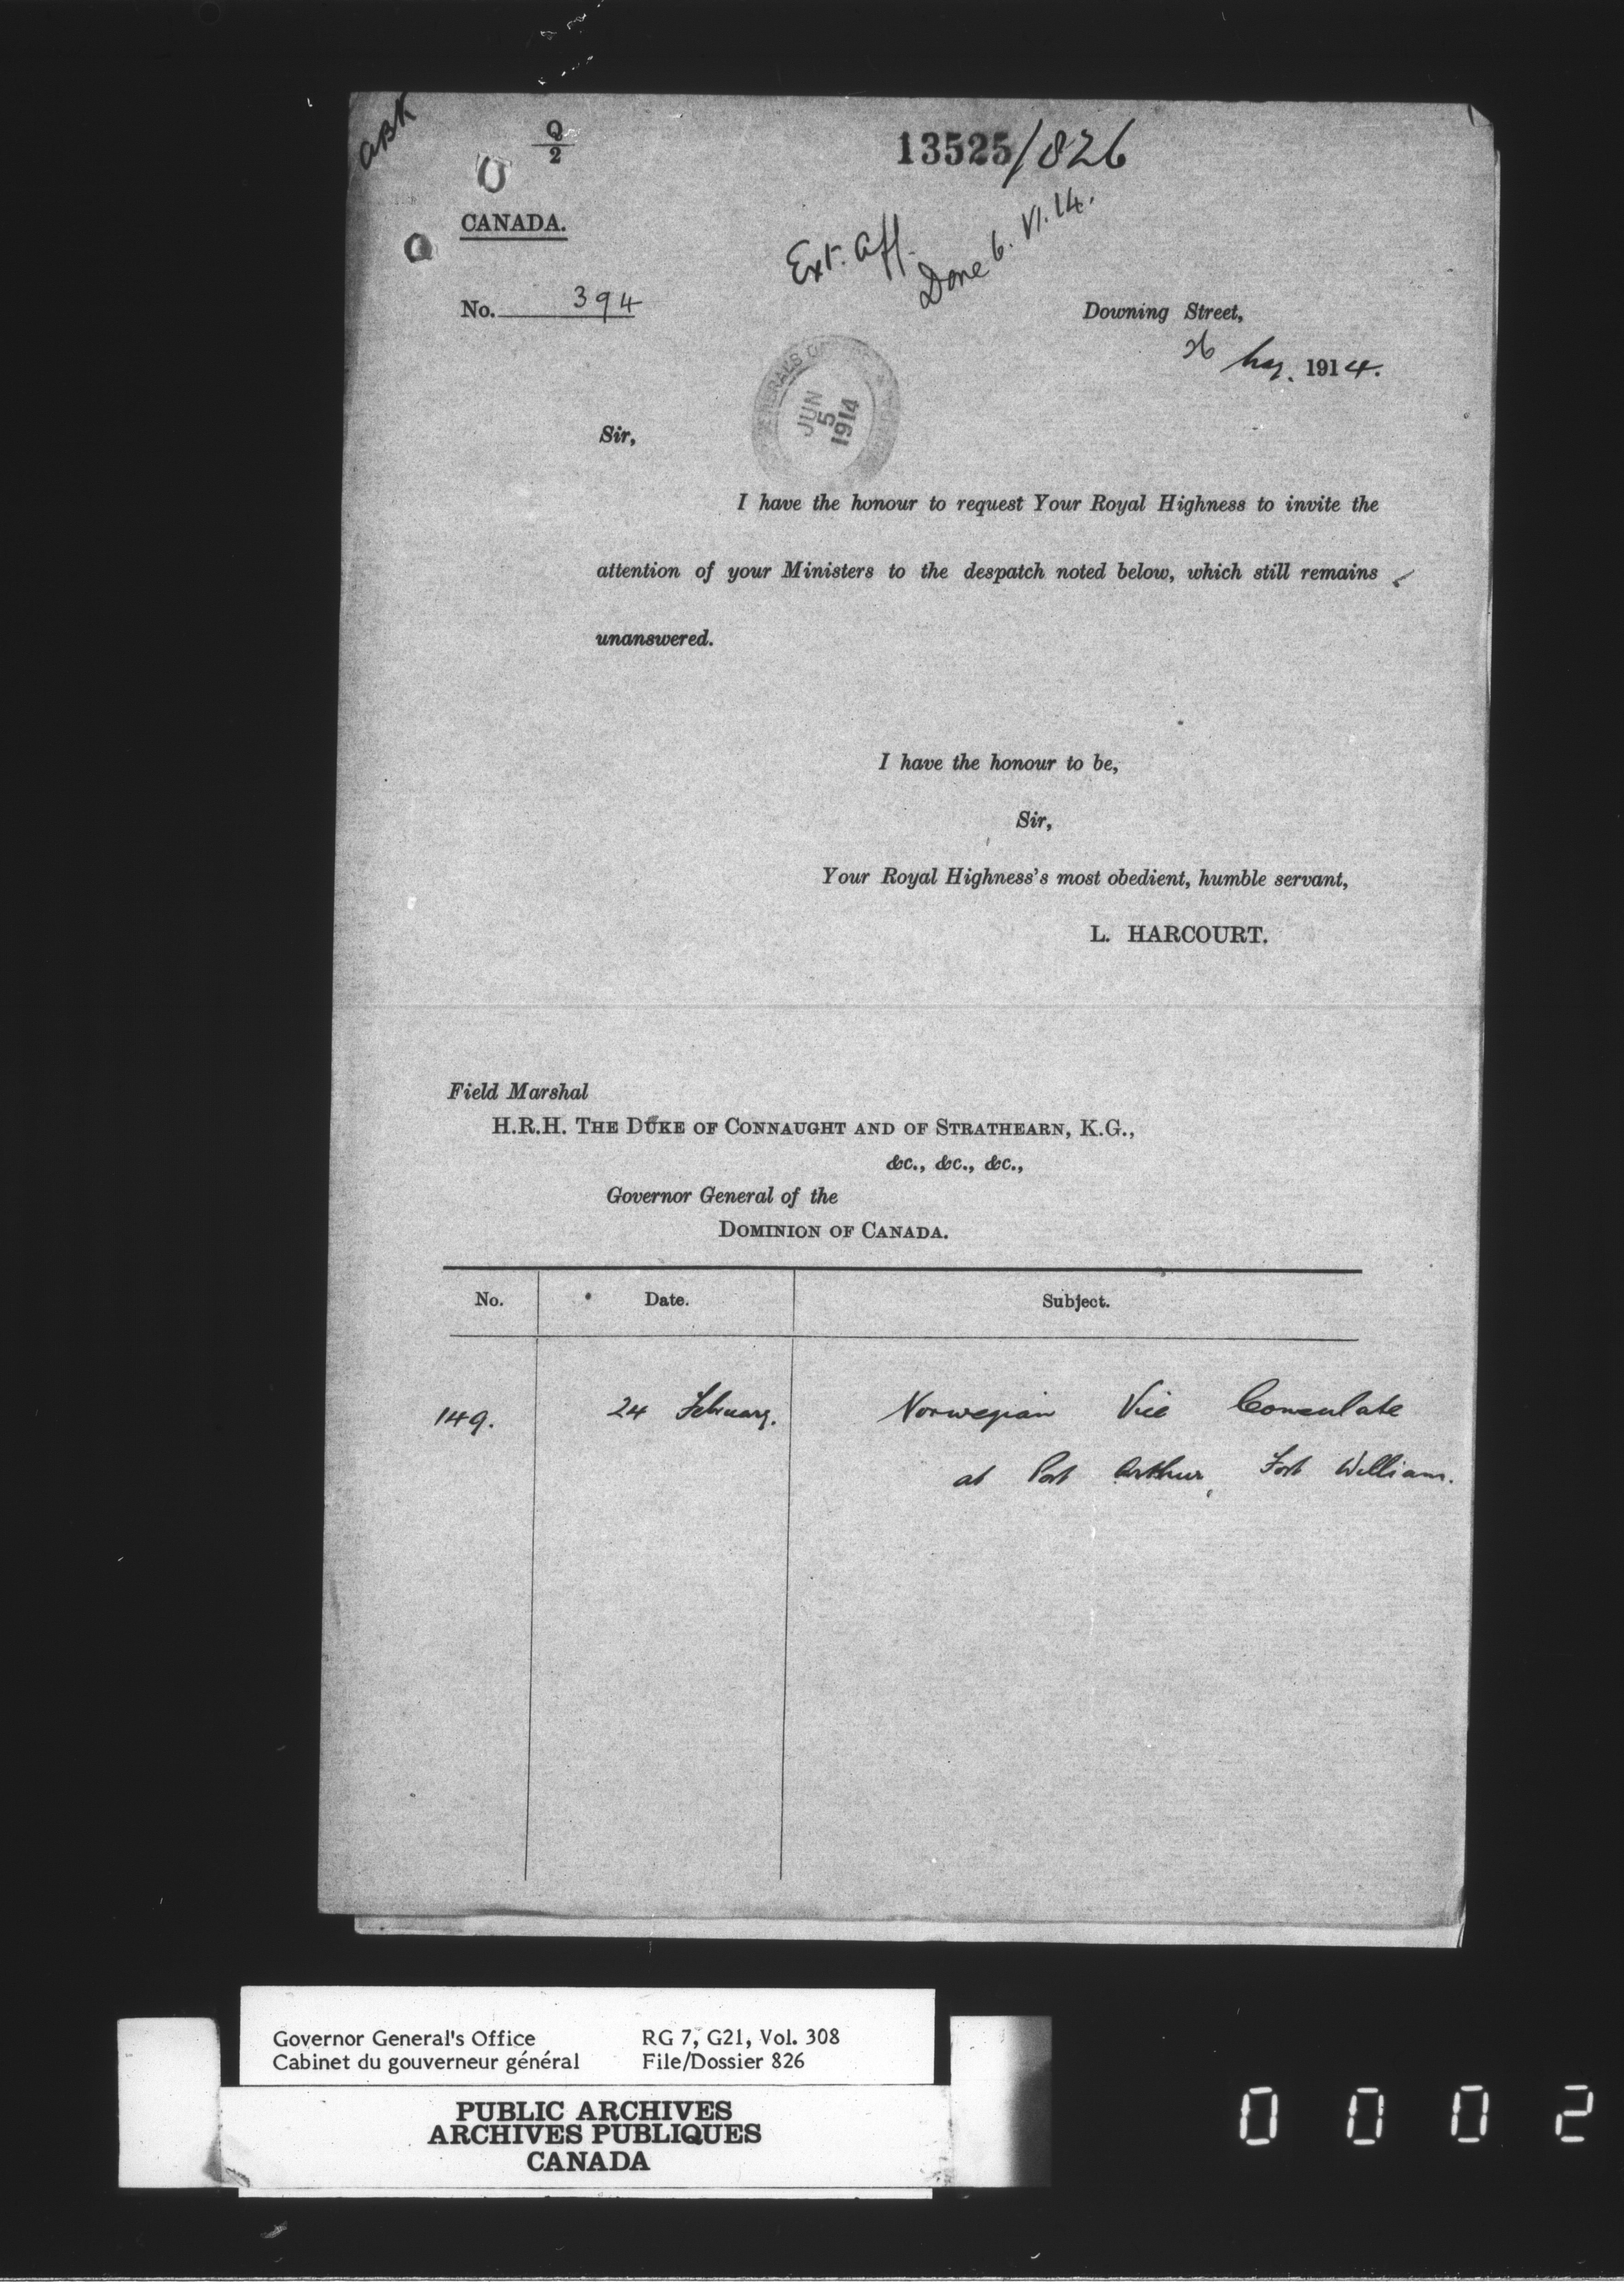 ABK
Q
2
13525/826
CANADA.
Ext. Aff.
Done 6. VI. 14.
No. 394
Downing Street,
26 May. 1914.
JUN
5
1914
Sir,
I have the honour to request Your Royal Highness to invite the
attention of your Ministers to the despatch noted below, which still remains
unanswered.
I have the honour to be,
Sir,
Your Royal Highness's most obedient, humble servant,
L. HARCOURT.
Field Marshal
H.R.H. THE DUKE OF CONNAUGHT AND OF STRATHEARN, K.G.,
&c., &c., &c.,
Governor General of the
DOMINION OF CANADA.
No. Date. Subject.
149. 24 February. Norwegian Vice Consulate
at Port Arthur, Fort William.
Governor General's Office RG 7, G21, Vol. 308
Cabinet du gouverneur général File/Dossier 826
PUBLIC ARCHIVES
ARCHIVES PUBLIQUES
CANADA
0002